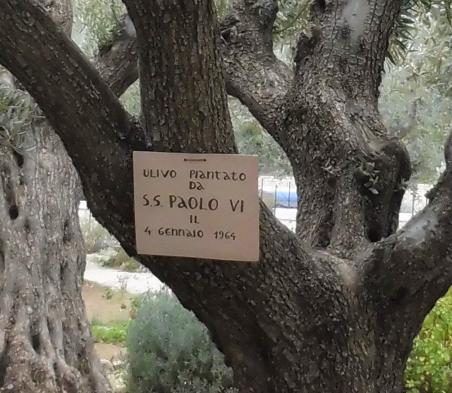 ULIVO PIANTATO
DA
S.S. PAOLO VI
IL
4 GENNAIO 1964